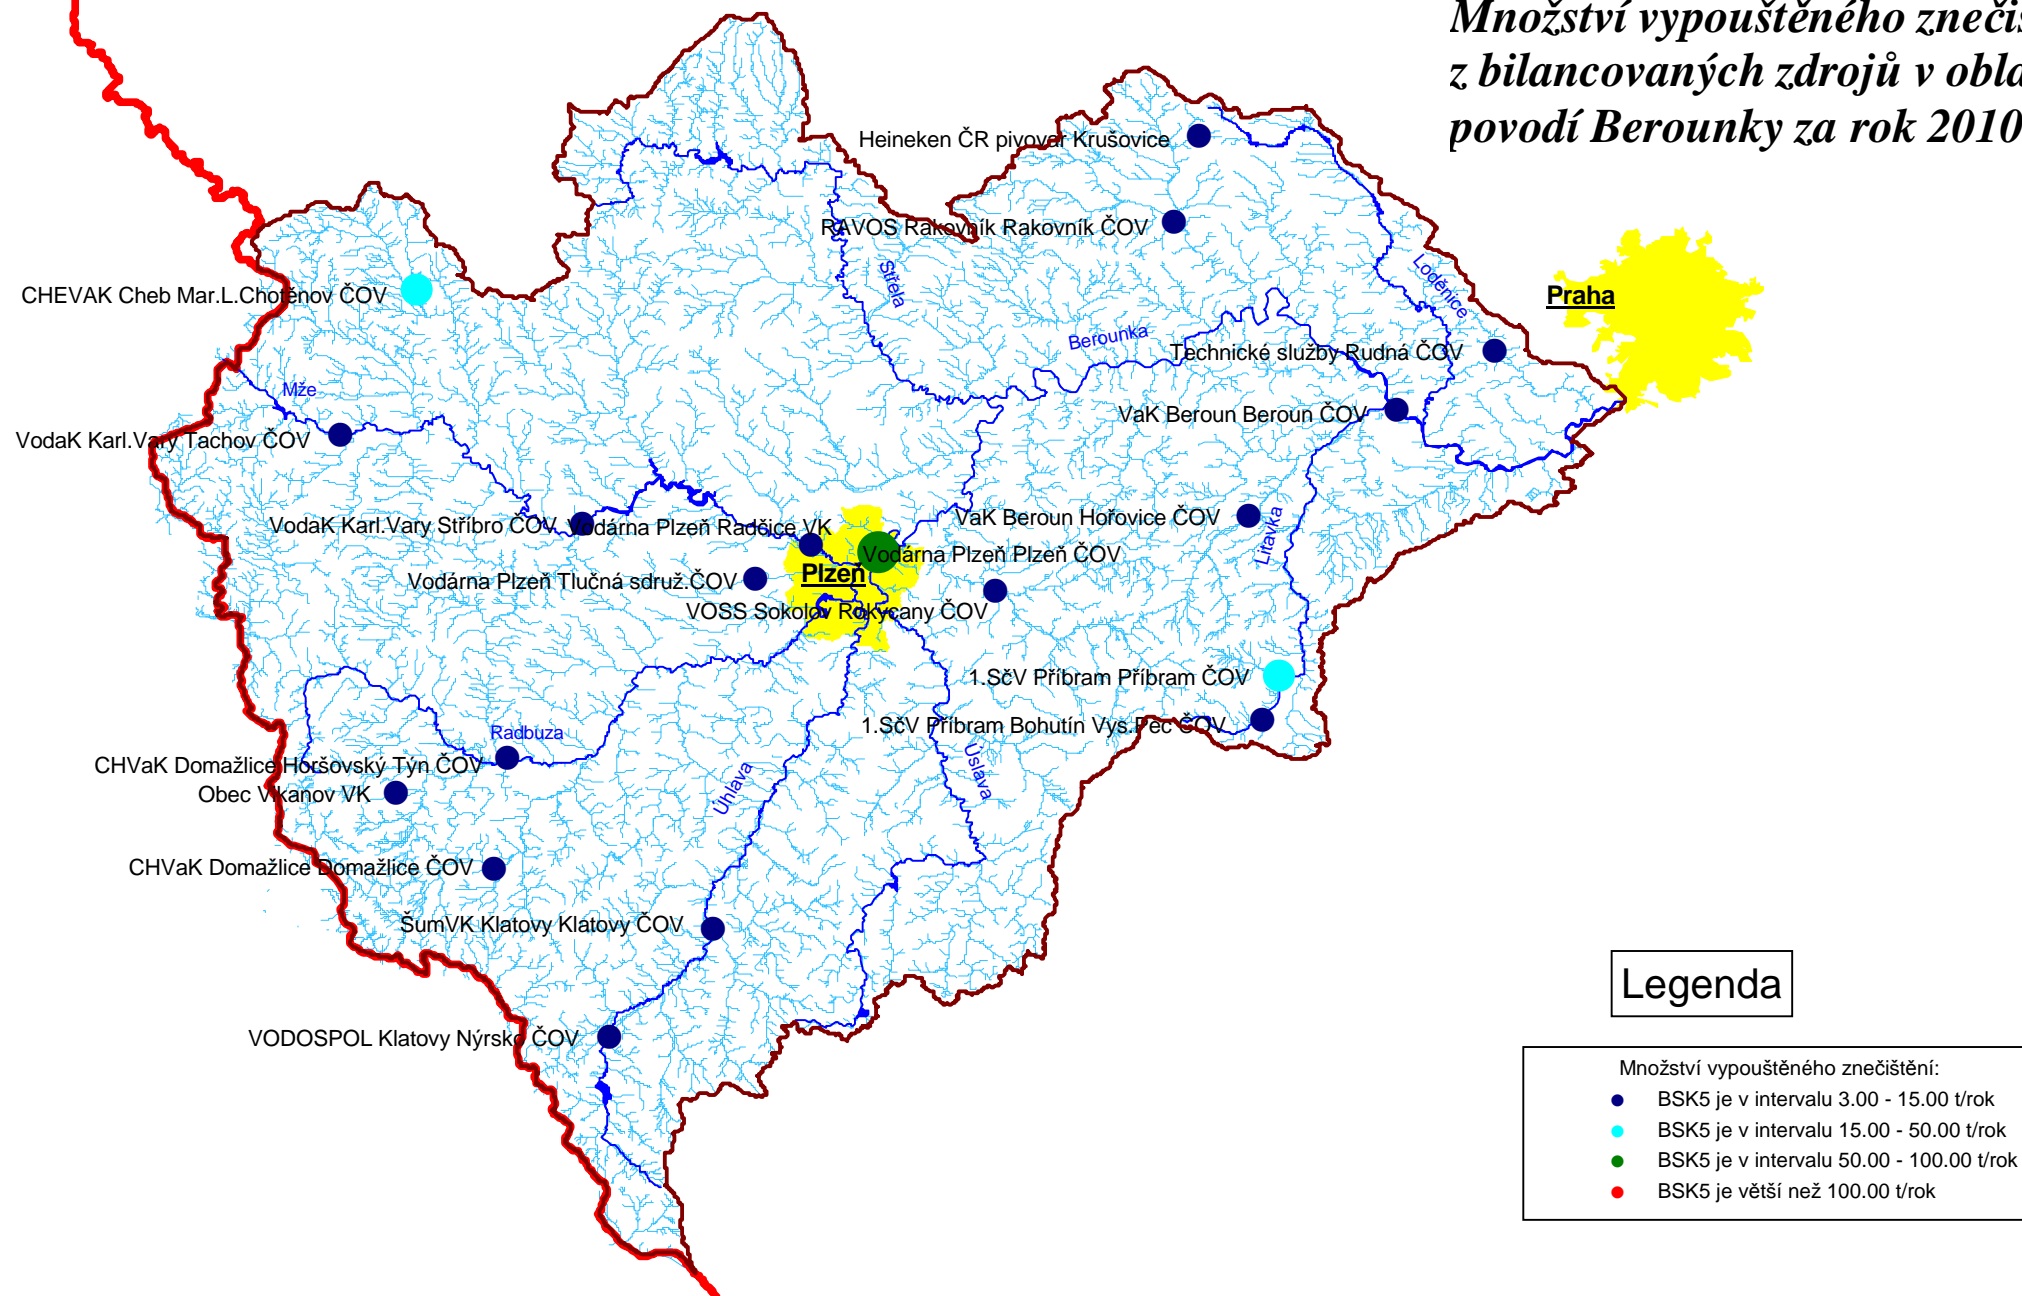 Množství vypouštěného znečiš
z bilancovaných zdrojů v obla
povodí Berounky za rok 2010
Heineken ČR pivovar Krušovice
RAVOS Rakovník Rakovník ČOV
Střela
Loděnice
CHEVAK Cheb Mar.L.Chotěnov ČOV
Praha
Berounka
Technické služby Rudná ČOV
Mže
VaK Beroun Beroun ČOV
VodaK Karl.Vary Tachov ČOV
VodaK Karl.Vary Stříbro ČOV
Vodárna Plzeň Radčice VK
VaK Beroun Hořovice ČOV
Litavka
Vodárna Plzeň Plzeň ČOV
Plzeň
Vodárna Plzeň Tlučná sdruž.ČOV
VOSS Sokolov Rokycany ČOV
1.SčV Příbram Příbram ČOV
1.SčV Příbram Bohutín Vys.Pec ČOV
Radbuza
CHVaK Domažlice Horšovský Týn ČOV
Úhlava
Úslava
Obec Vlkanov VK
CHVaK Domažlice Domažlice ČOV
ŠumVK Klatovy Klatovy ČOV
VODOSPOL Klatovy Nýrsko ČOV
Legenda
Množství vypouštěného znečištění:
BSK5 je v intervalu 3.00 - 15.00 t/rok
BSK5 je v intervalu 15.00 - 50.00 t/rok
BSK5 je v intervalu 50.00 - 100.00 t/rok
BSK5 je větší než 100.00 t/rok